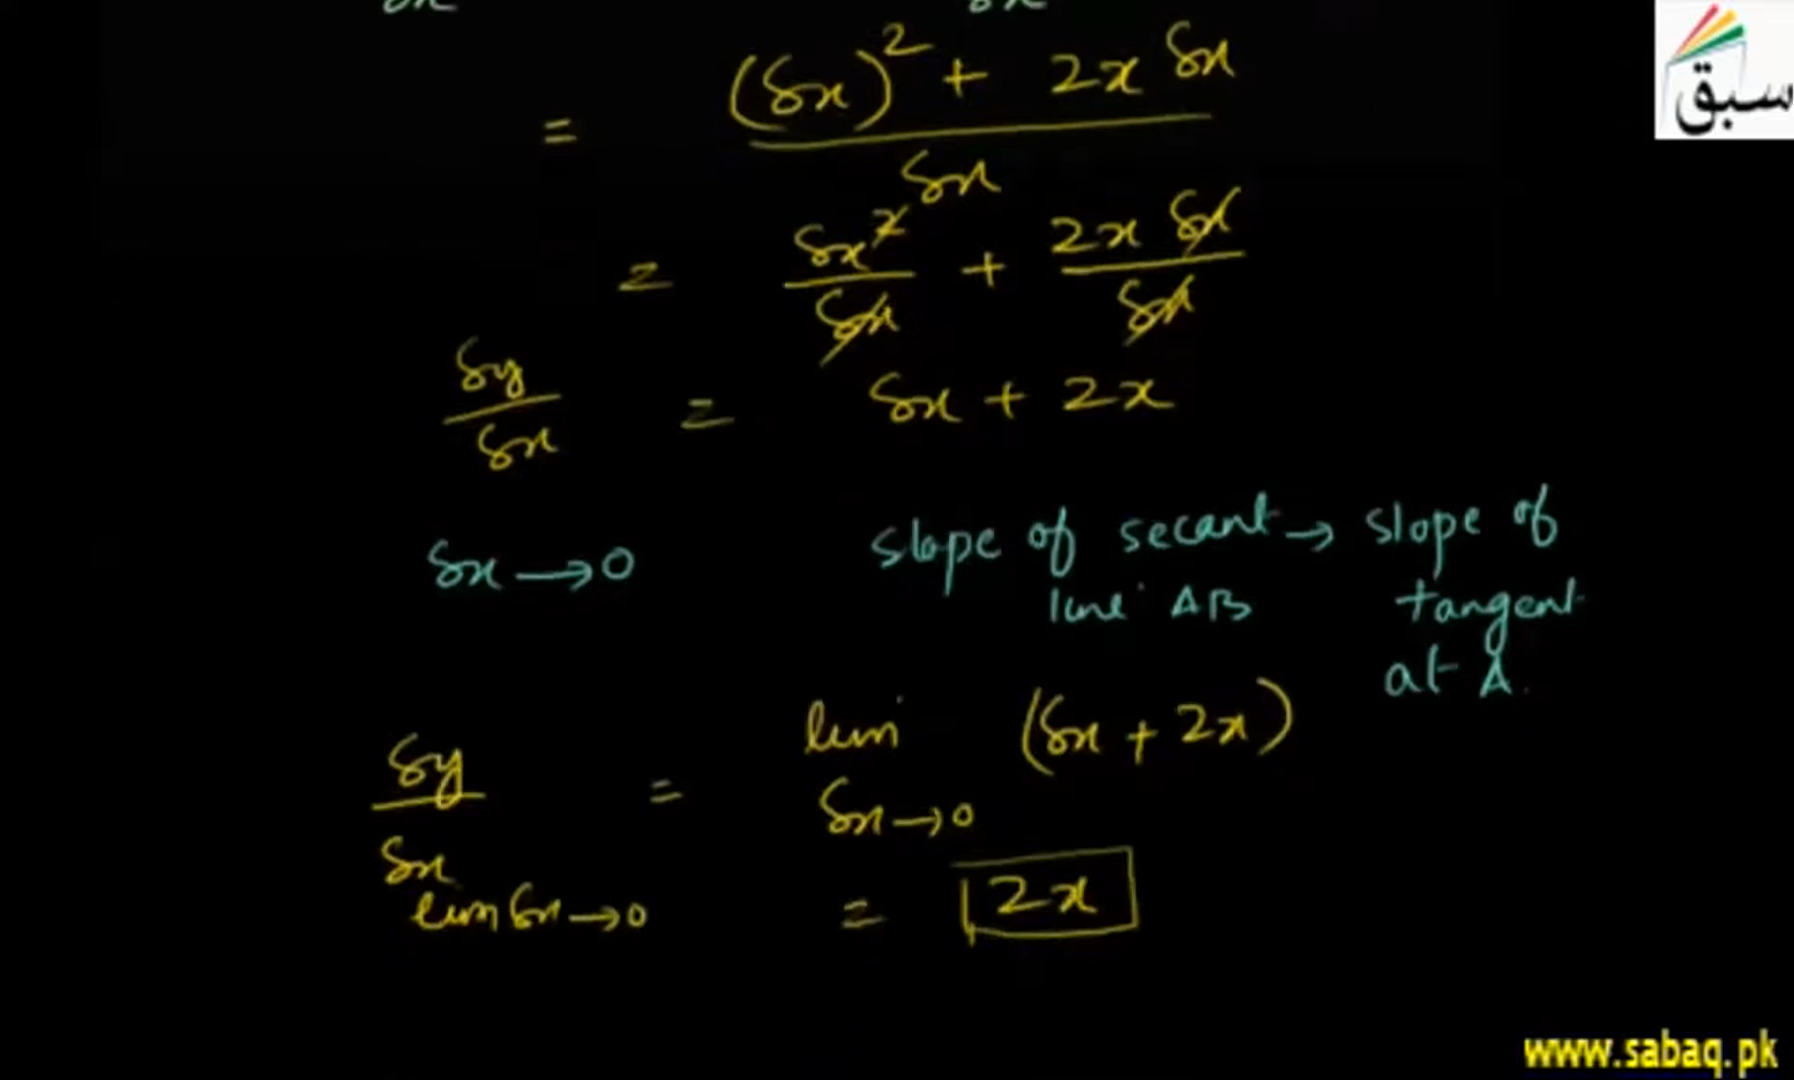 δx δx
= (δx)² + 2x δx
δx
سبق
= δx² / δx + 2x δx / δx
δy / δx = δx + 2x
δx → 0 slope of secant → slope of
line AB tangent
at A.
δy / δx = lim (δx + 2x)
δx → 0
lim δx → 0 = 2x
www.sabaq.pk